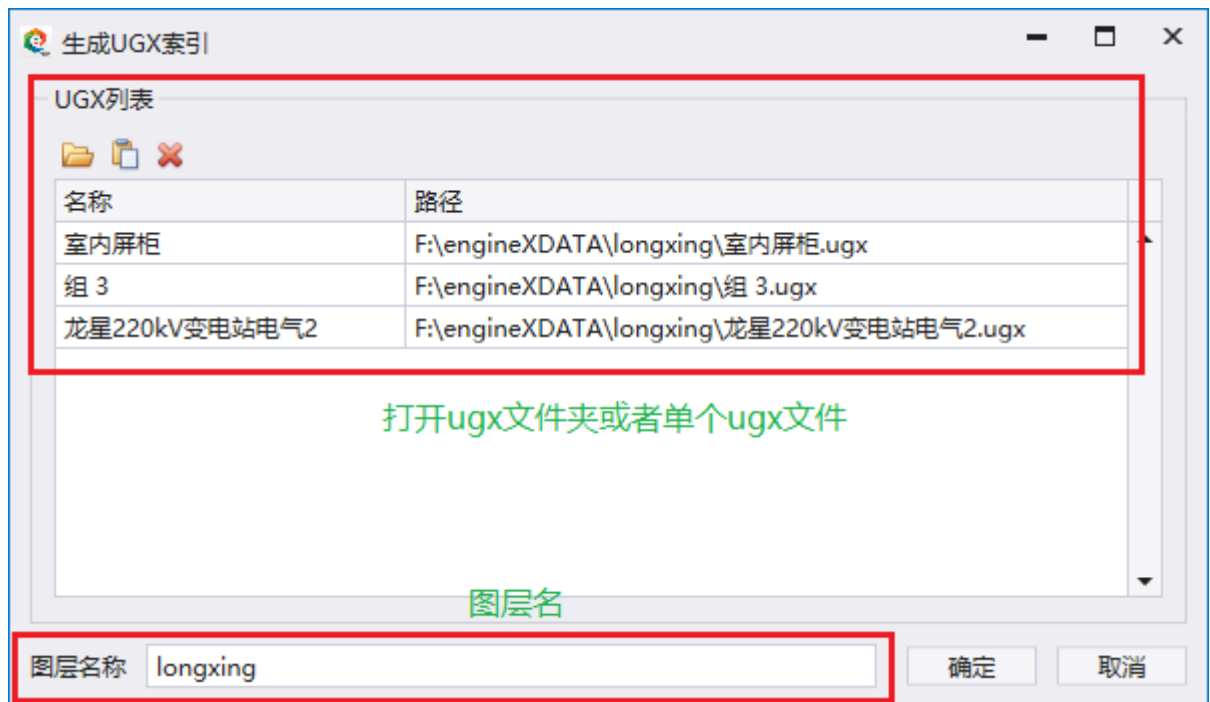 生成UGX索引
UGX列表
名称 路径
室内屏柜 F:\engineXDATA\longxing\室内屏柜.ugx
组 3 F:\engineXDATA\longxing\组 3.ugx
龙星220kV变电站电气2 F:\engineXDATA\longxing\龙星220kV变电站电气2.ugx
打开ugx文件夹或者单个ugx文件
图层名
图层名称 longxing 确定 取消